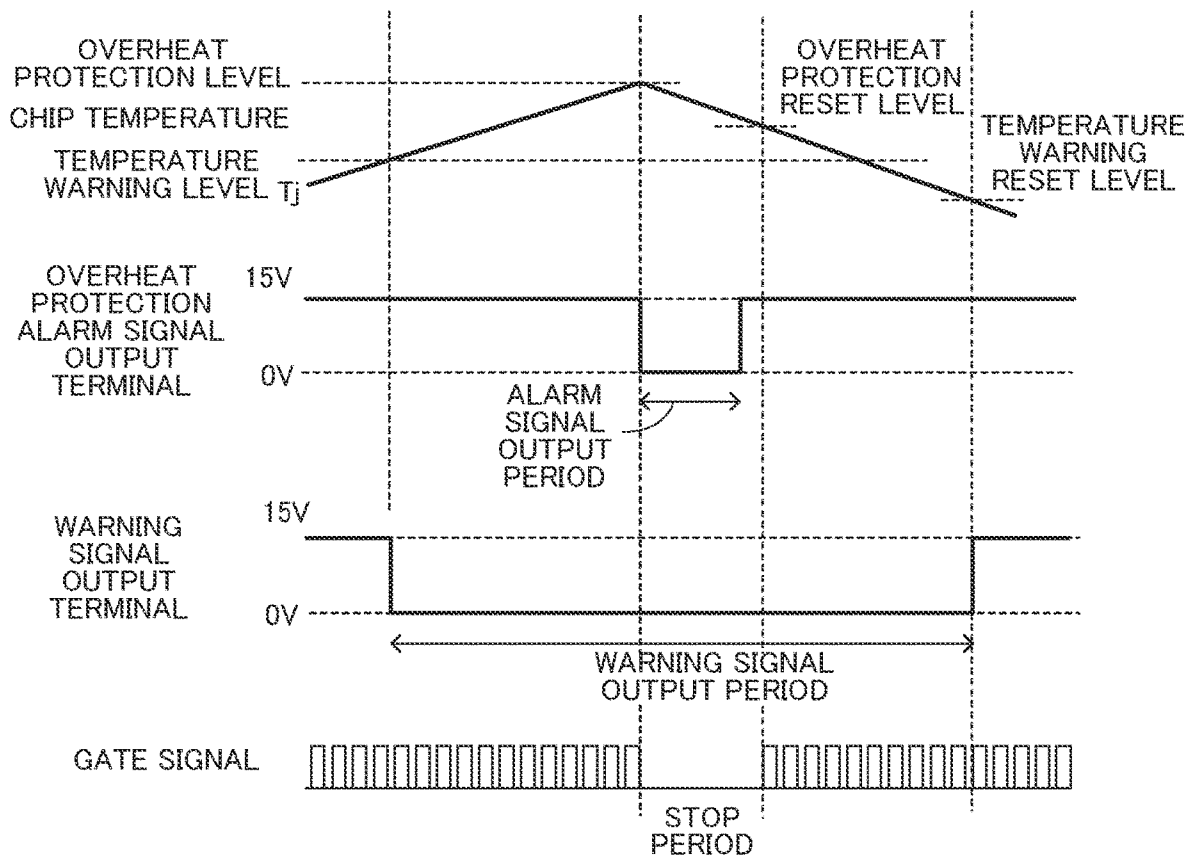 OVERHEAT
PROTECTION LEVEL
CHIP TEMPERATURE
TEMPERATURE
WARNING LEVEL Tj
OVERHEAT
PROTECTION
RESET LEVEL
TEMPERATURE
WARNING
RESET LEVEL
OVERHEAT
PROTECTION
ALARM SIGNAL
OUTPUT
TERMINAL
15V
0V
ALARM
SIGNAL
OUTPUT
PERIOD
WARNING
SIGNAL
OUTPUT
TERMINAL
15V
0V
WARNING SIGNAL
OUTPUT PERIOD
GATE SIGNAL
STOP
PERIOD